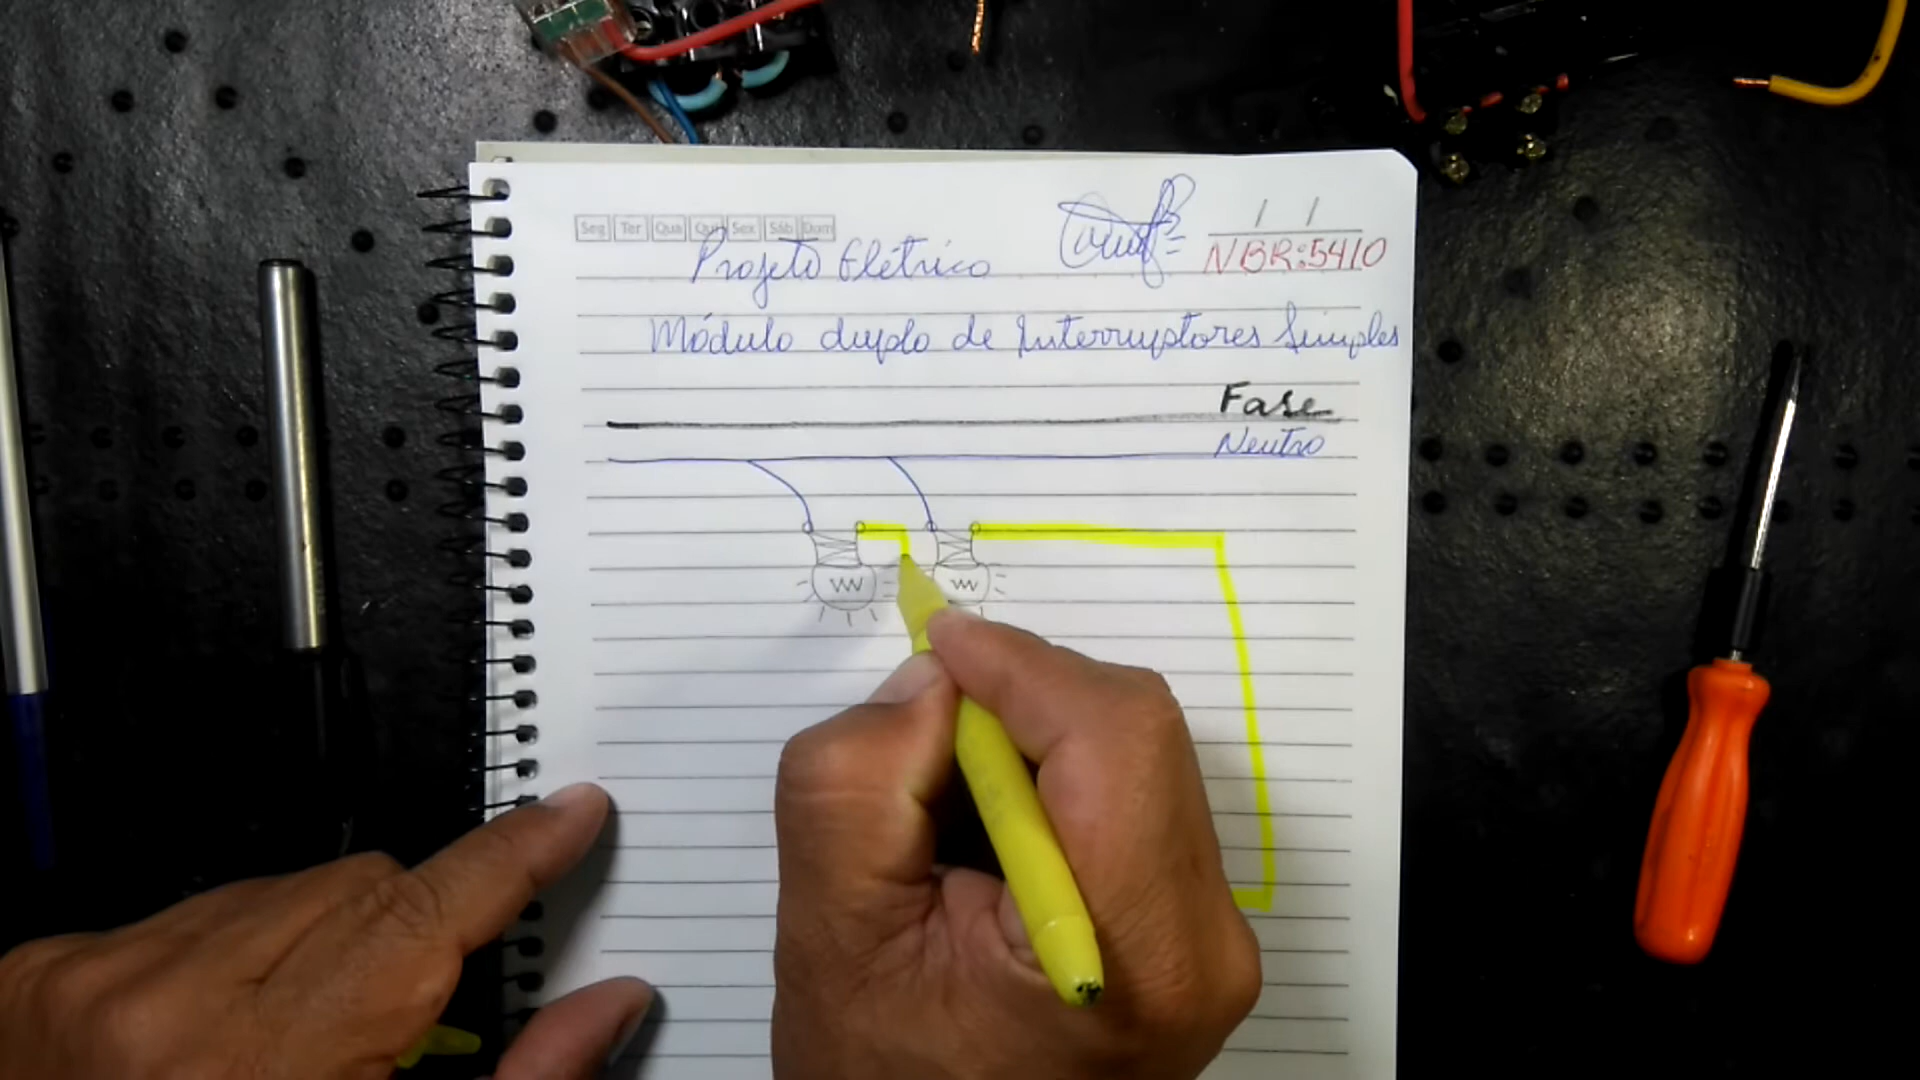 Seg Ter Qua Qui Sex Sáb Dom
/ /
Projeto Elétrico
NBR:5410
Módulo duplo de Interruptores Simples
Fase
Neutro